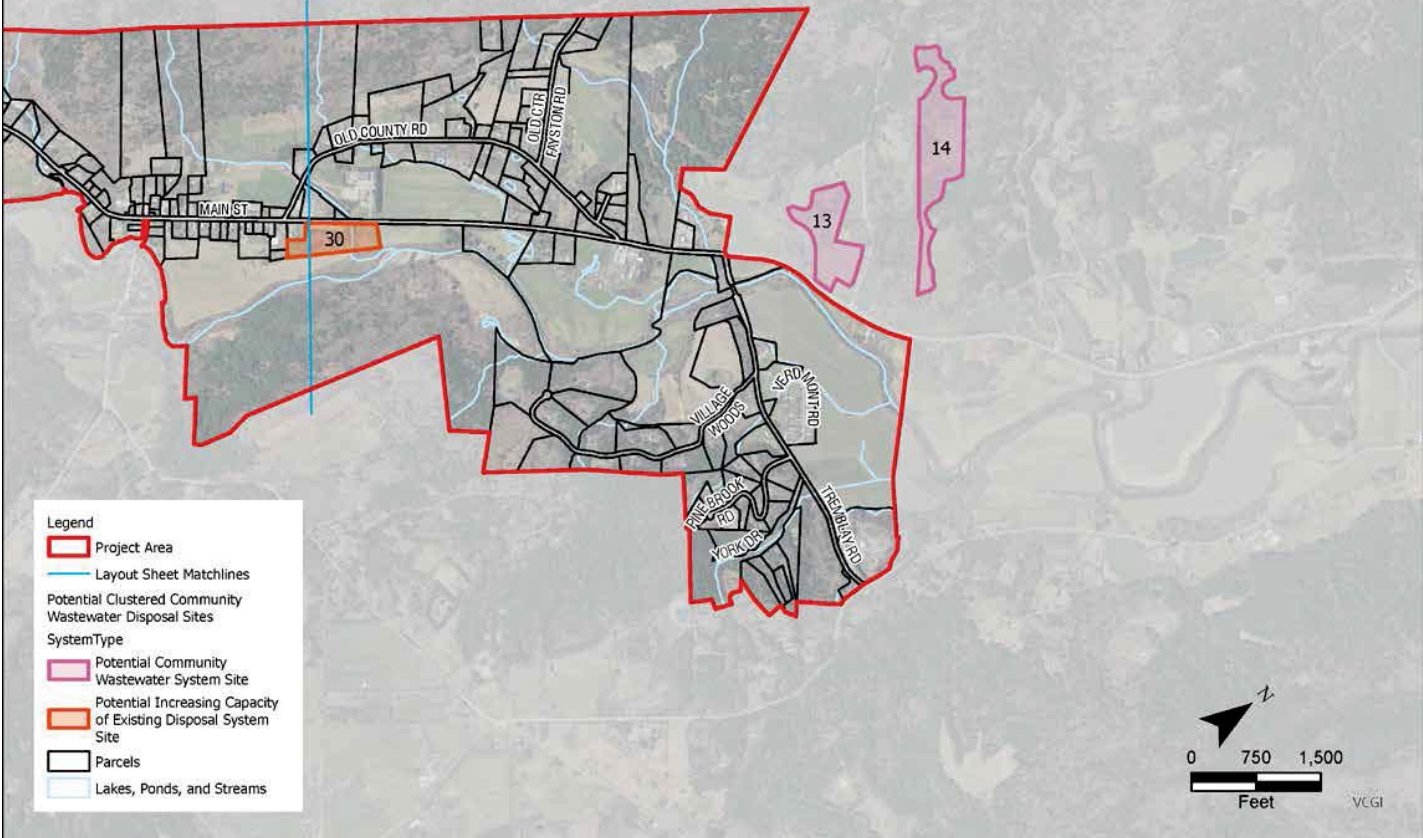 OLD COUNTY RD
OLD CTR
FAYSTON RD
14
13
MAIN ST
30
VILLAGE
WOODS
VERD
MONT RD
PINE BROOK
RD
YORK DR
TREMBLAY RD
Legend
Project Area
Layout Sheet Matchlines
Potential Clustered Community
Wastewater Disposal Sites
SystemType
Potential Community
Wastewater System Site
Potential Increasing Capacity
of Existing Disposal System
Site
Parcels
Lakes, Ponds, and Streams
N
0 750 1,500
Feet
VCGI